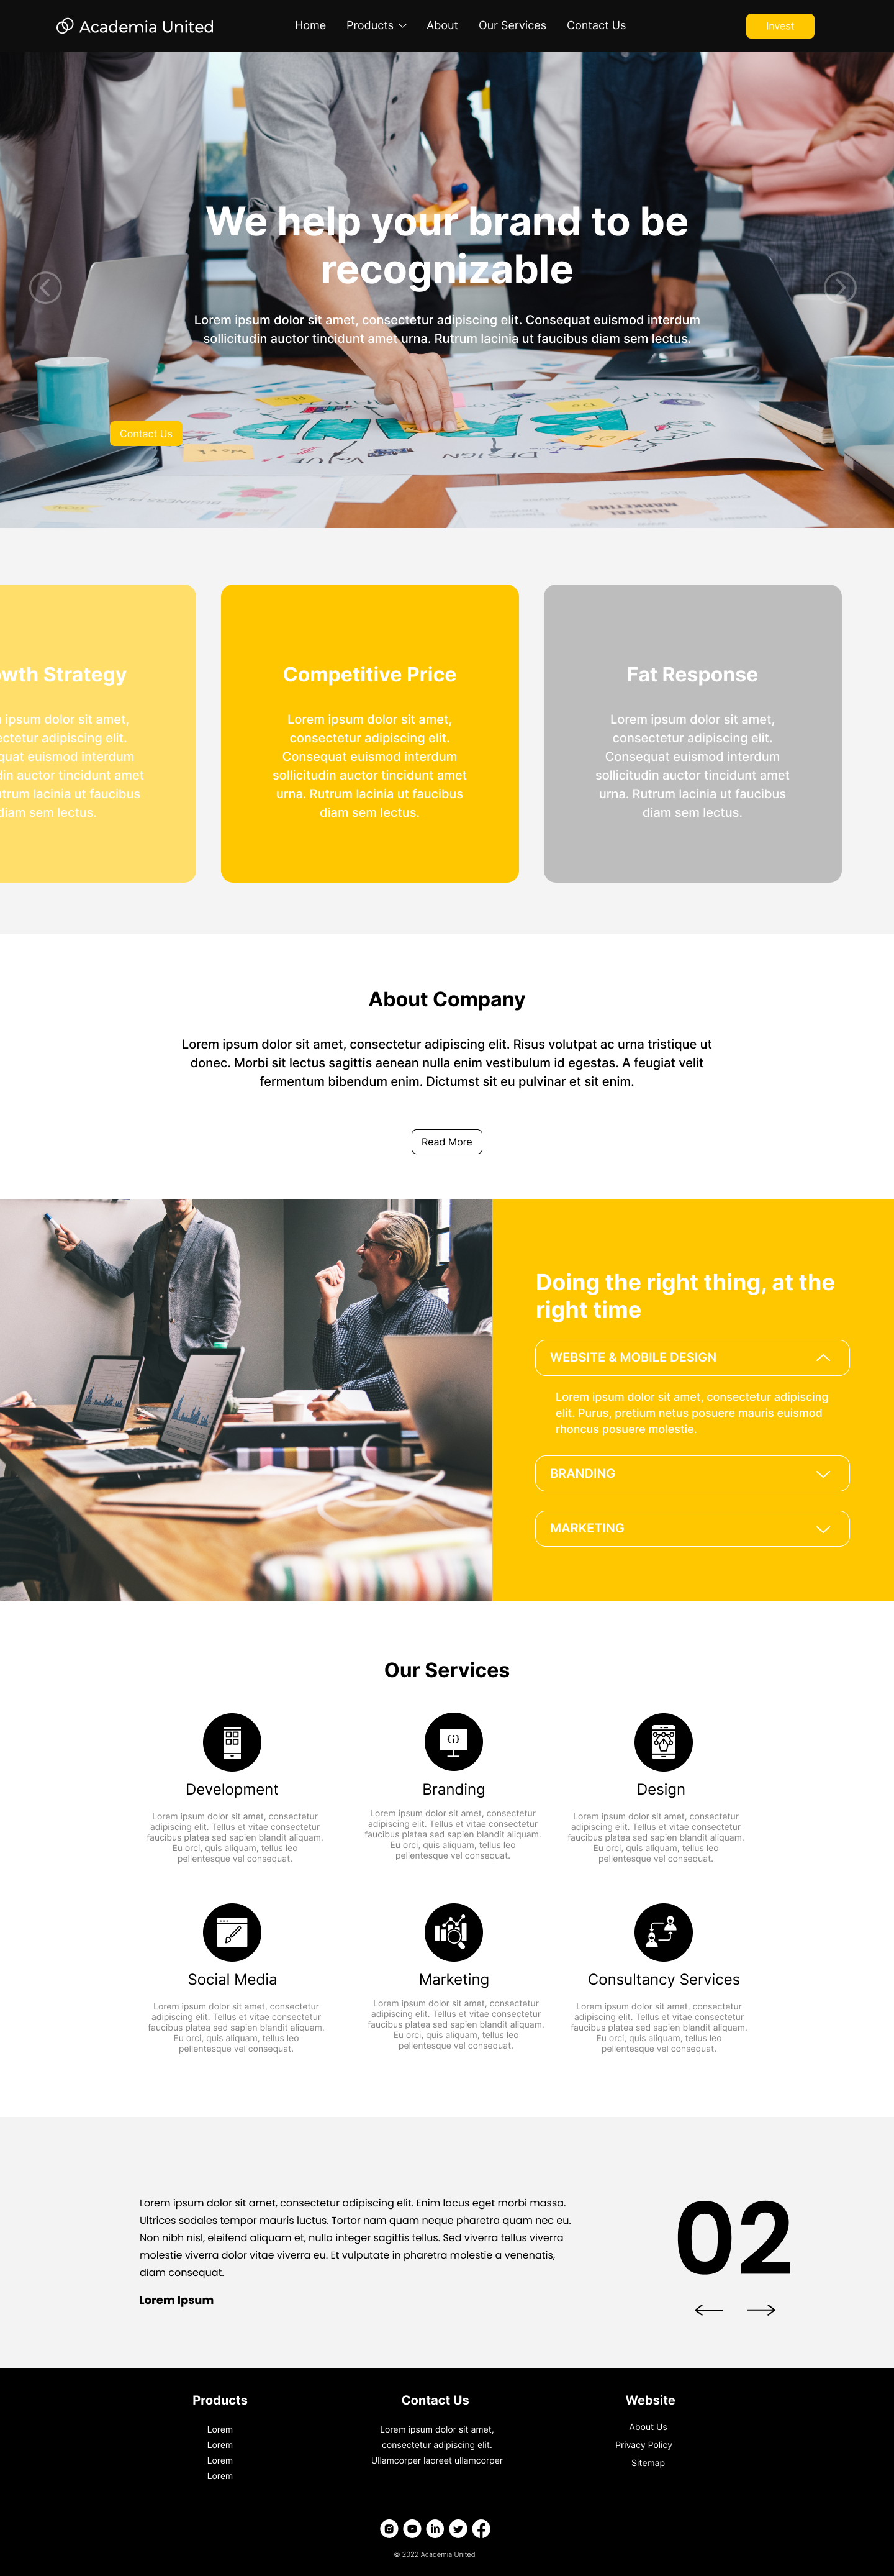 Academia United
Home
Products
About
Our Services
Contact Us
Invest
We help your brand to be
recognizable
Lorem ipsum dolor sit amet, consectetur adipiscing elit. Consequat euismod interdum
sollicitudin auctor tincidunt amet urna. Rutrum lacinia ut faucibus diam sem lectus.
Contact Us
wth Strategy
ipsum dolor sit amet,
ctetur adipiscing elit.
quat euismod interdum
din auctor tincidunt amet
utrum lacinia ut faucibus
diam sem lectus.
Competitive Price
Lorem ipsum dolor sit amet,
consectetur adipiscing elit.
Consequat euismod interdum
sollicitudin auctor tincidunt amet
urna. Rutrum lacinia ut faucibus
diam sem lectus.
Fat Response
Lorem ipsum dolor sit amet,
consectetur adipiscing elit.
Consequat euismod interdum
sollicitudin auctor tincidunt amet
urna. Rutrum lacinia ut faucibus
diam sem lectus.
About Company
Lorem ipsum dolor sit amet, consectetur adipiscing elit. Risus volutpat ac urna tristique ut
donec. Morbi sit lectus sagittis aenean nulla enim vestibulum id egestas. A feugiat velit
fermentum bibendum enim. Dictumst sit eu pulvinar et sit enim.
Read More
Doing the right thing, at the
right time
WEBSITE & MOBILE DESIGN
Lorem ipsum dolor sit amet, consectetur adipiscing
elit. Purus, pretium netus posuere mauris euismod
rhoncus posuere molestie.
BRANDING
MARKETING
Our Services
Development
Lorem ipsum dolor sit amet, consectetur
adipiscing elit. Tellus et vitae consectetur
faucibus platea sed sapien blandit aliquam.
Eu orci, quis aliquam, tellus leo
pellentesque vel consequat.
Branding
Lorem ipsum dolor sit amet, consectetur
adipiscing elit. Tellus et vitae consectetur
faucibus platea sed sapien blandit aliquam.
Eu orci, quis aliquam, tellus leo
pellentesque vel consequat.
Design
Lorem ipsum dolor sit amet, consectetur
adipiscing elit. Tellus et vitae consectetur
faucibus platea sed sapien blandit aliquam.
Eu orci, quis aliquam, tellus leo
pellentesque vel consequat.
Social Media
Lorem ipsum dolor sit amet, consectetur
adipiscing elit. Tellus et vitae consectetur
faucibus platea sed sapien blandit aliquam.
Eu orci, quis aliquam, tellus leo
pellentesque vel consequat.
Marketing
Lorem ipsum dolor sit amet, consectetur
adipiscing elit. Tellus et vitae consectetur
faucibus platea sed sapien blandit aliquam.
Eu orci, quis aliquam, tellus leo
pellentesque vel consequat.
Consultancy Services
Lorem ipsum dolor sit amet, consectetur
adipiscing elit. Tellus et vitae consectetur
faucibus platea sed sapien blandit aliquam.
Eu orci, quis aliquam, tellus leo
pellentesque vel consequat.
Lorem ipsum dolor sit amet, consectetur adipiscing elit. Enim lacus eget morbi massa.
Ultrices sodales tempor mauris luctus. Tortor nam quam neque pharetra quam nec eu.
Non nibh nisl, eleifend aliquam et, nulla integer sagittis tellus. Sed viverra tellus viverra
molestie viverra dolor vitae viverra eu. Et vulputate in pharetra molestie a venenatis,
diam consequat.
Lorem Ipsum
02
Products
Lorem
Lorem
Lorem
Lorem
Contact Us
Lorem ipsum dolor sit amet,
consectetur adipiscing elit.
Ullamcorper laoreet ullamcorper
Website
About Us
Privacy Policy
Sitemap
© 2022 Academia United